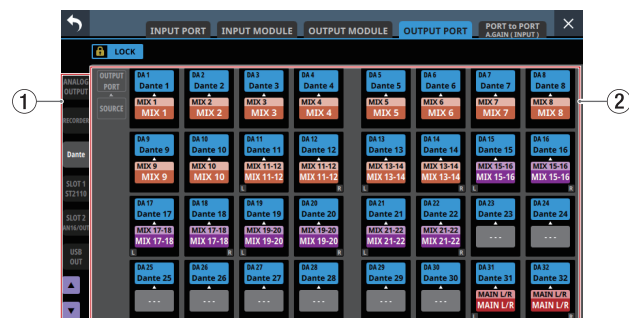 INPUT PORT INPUT MODULE OUTPUT MODULE OUTPUT PORT PORT to PORT
A.GAIN ( INPUT )
LOCK
① ②
ANALOG
OUTPUT
RECORDER
Dante
SLOT 1
ST2110
SLOT 2
AN16/OUT
USB
OUT
OUTPUT
PORT
SOURCE
DA 1 DA 2 DA 3 DA 4 DA 5 DA 6 DA 7 DA 8
Dante 1 Dante 2 Dante 3 Dante 4 Dante 5 Dante 6 Dante 7 Dante 8
MIX 1 MIX 2 MIX 3 MIX 4 MIX 5 MIX 6 MIX 7 MIX 8
MIX 1 MIX 2 MIX 3 MIX 4 MIX 5 MIX 6 MIX 7 MIX 8
DA 9 DA 10 DA 11 DA 12 DA 13 DA 14 DA 15 DA 16
Dante 9 Dante 10 Dante 11 Dante 12 Dante 13 Dante 14 Dante 15 Dante 16
MIX 9 MIX 10 MIX 11-12 MIX 11-12 MIX 13-14 MIX 13-14 MIX 15-16 MIX 15-16
MIX 9 MIX 10 MIX 11-12 MIX 11-12 MIX 13-14 MIX 13-14 MIX 15-16 MIX 15-16
L R L R L R
DA 17 DA 18 DA 19 DA 20 DA 21 DA 22 DA 23 DA 24
Dante 17 Dante 18 Dante 19 Dante 20 Dante 21 Dante 22 Dante 23 Dante 24
MIX 17-18 MIX 17-18 MIX 19-20 MIX 19-20 MIX 21-22 MIX 21-22 - - - - - -
MIX 17-18 MIX 17-18 MIX 19-20 MIX 19-20 MIX 21-22 MIX 21-22
L R L R L R
DA 25 DA 26 DA 27 DA 28 DA 29 DA 30 DA 31 DA 32
Dante 25 Dante 26 Dante 27 Dante 28 Dante 29 Dante 30 Dante 31 Dante 32
- - - - - - - - - - - - - - - - - - MAIN L/R MAIN L/R
MAIN L/R MAIN L/R
L R